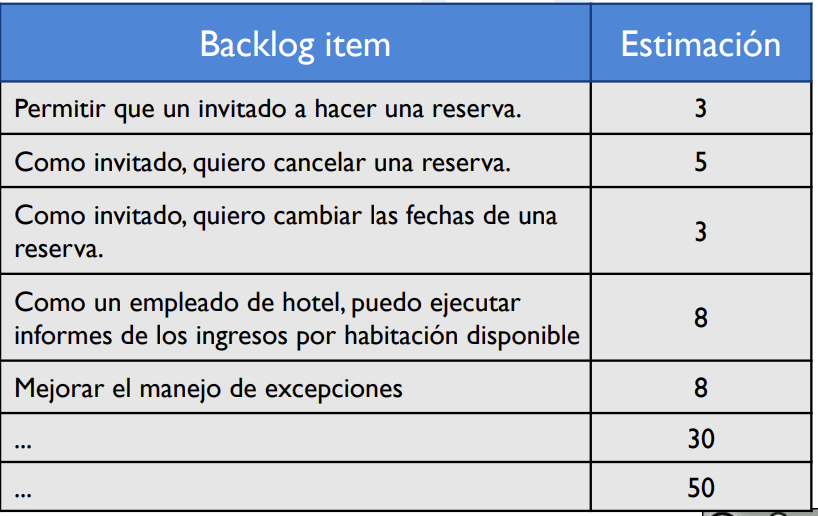 Backlog item Estimación
Permitir que un invitado a hacer una reserva. 3
Como invitado, quiero cancelar una reserva. 5
Como invitado, quiero cambiar las fechas de una
reserva. 3
Como un empleado de hotel, puedo ejecutar
informes de los ingresos por habitación disponible 8
Mejorar el manejo de excepciones 8
... 30
... 50